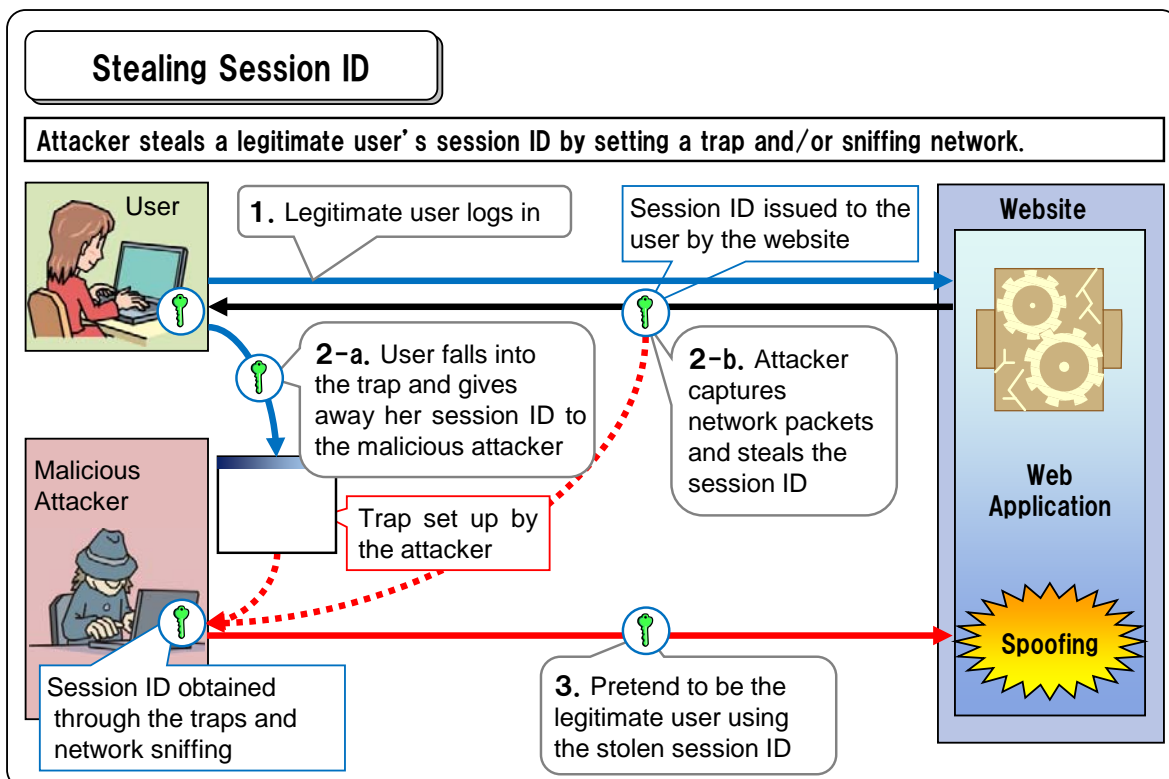 Stealing Session ID
Attacker steals a legitimate user’s session ID by setting a trap and/or sniffing network.
User
1. Legitimate user logs in
Session ID issued to the
user by the website
Website
2-a. User falls into
the trap and gives
away her session ID to
the malicious attacker
2-b. Attacker
captures
network packets
and steals the
session ID
Web
Application
Malicious
Attacker
Trap set up by
the attacker
Spoofing
Session ID obtained
through the traps and
network sniffing
3. Pretend to be the
legitimate user using
the stolen session ID